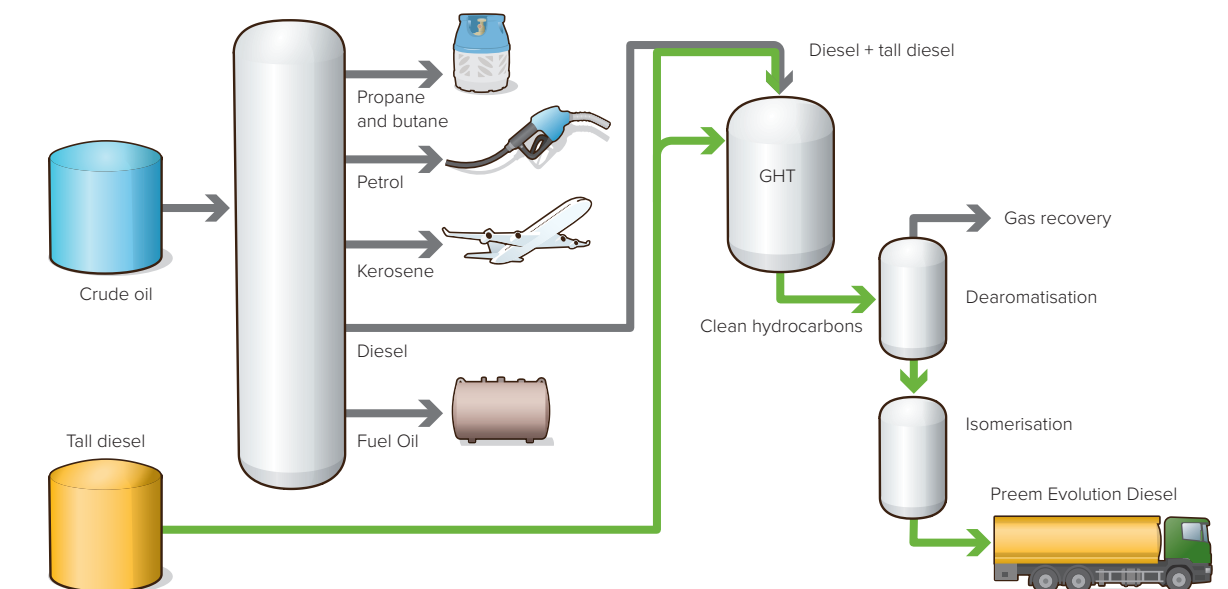 Diesel + tall diesel
Propane
and butane
Petrol
GHT
Gas recovery
Kerosene
Crude oil
Dearomatisation
Clean hydrocarbons
Diesel
Tall diesel
Fuel Oil
Isomerisation
Preem Evolution Diesel